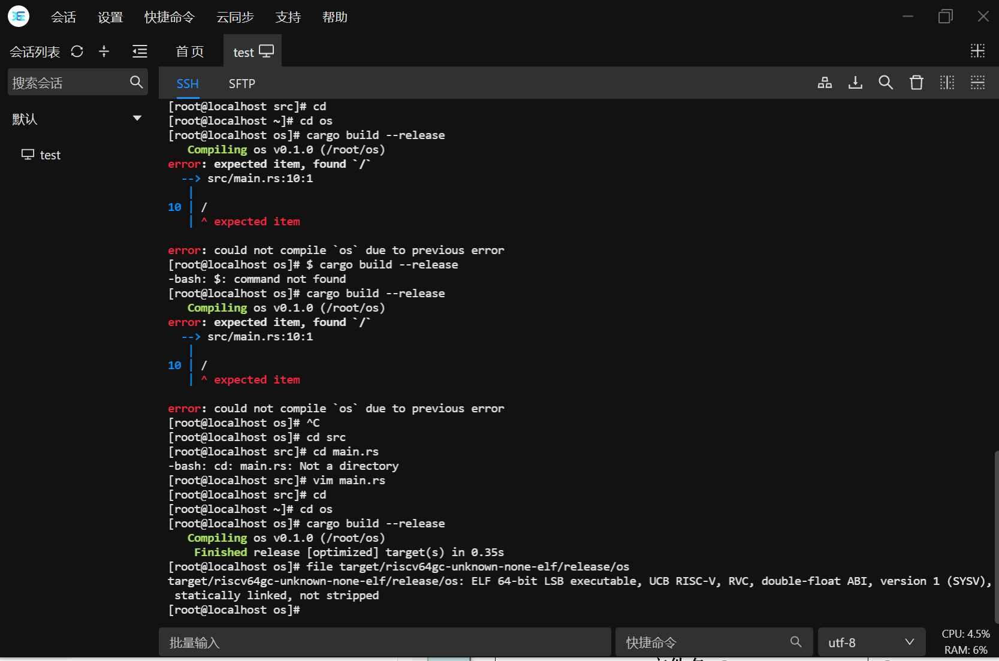 会话 设置 快捷命令 云同步 支持 帮助
会话列表
首页
test
搜索会话
SSH SFTP
默认
test
[root@localhost src]# cd
[root@localhost ~]# cd os
[root@localhost os]# cargo build --release
Compiling os v0.1.0 (/root/os)
error: expected item, found `/`
--> src/main.rs:10:1
|
10 | /
| ^ expected item
error: could not compile `os` due to previous error
[root@localhost os]# $ cargo build --release
-bash: $: command not found
[root@localhost os]# cargo build --release
Compiling os v0.1.0 (/root/os)
error: expected item, found `/`
--> src/main.rs:10:1
|
10 | /
| ^ expected item
error: could not compile `os` due to previous error
[root@localhost os]# ^C
[root@localhost os]# cd src
[root@localhost src]# cd main.rs
-bash: cd: main.rs: Not a directory
[root@localhost src]# vim main.rs
[root@localhost src]# cd
[root@localhost ~]# cd os
[root@localhost os]# cargo build --release
Compiling os v0.1.0 (/root/os)
Finished release [optimized] target(s) in 0.35s
[root@localhost os]# file target/riscv64gc-unknown-none-elf/release/os
target/riscv64gc-unknown-none-elf/release/os: ELF 64-bit LSB executable, UCB RISC-V, RVC, double-float ABI, version 1 (SYSV),
statically linked, not stripped
[root@localhost os]#
批量输入
快捷命令
utf-8
CPU: 4.5%
RAM: 6%